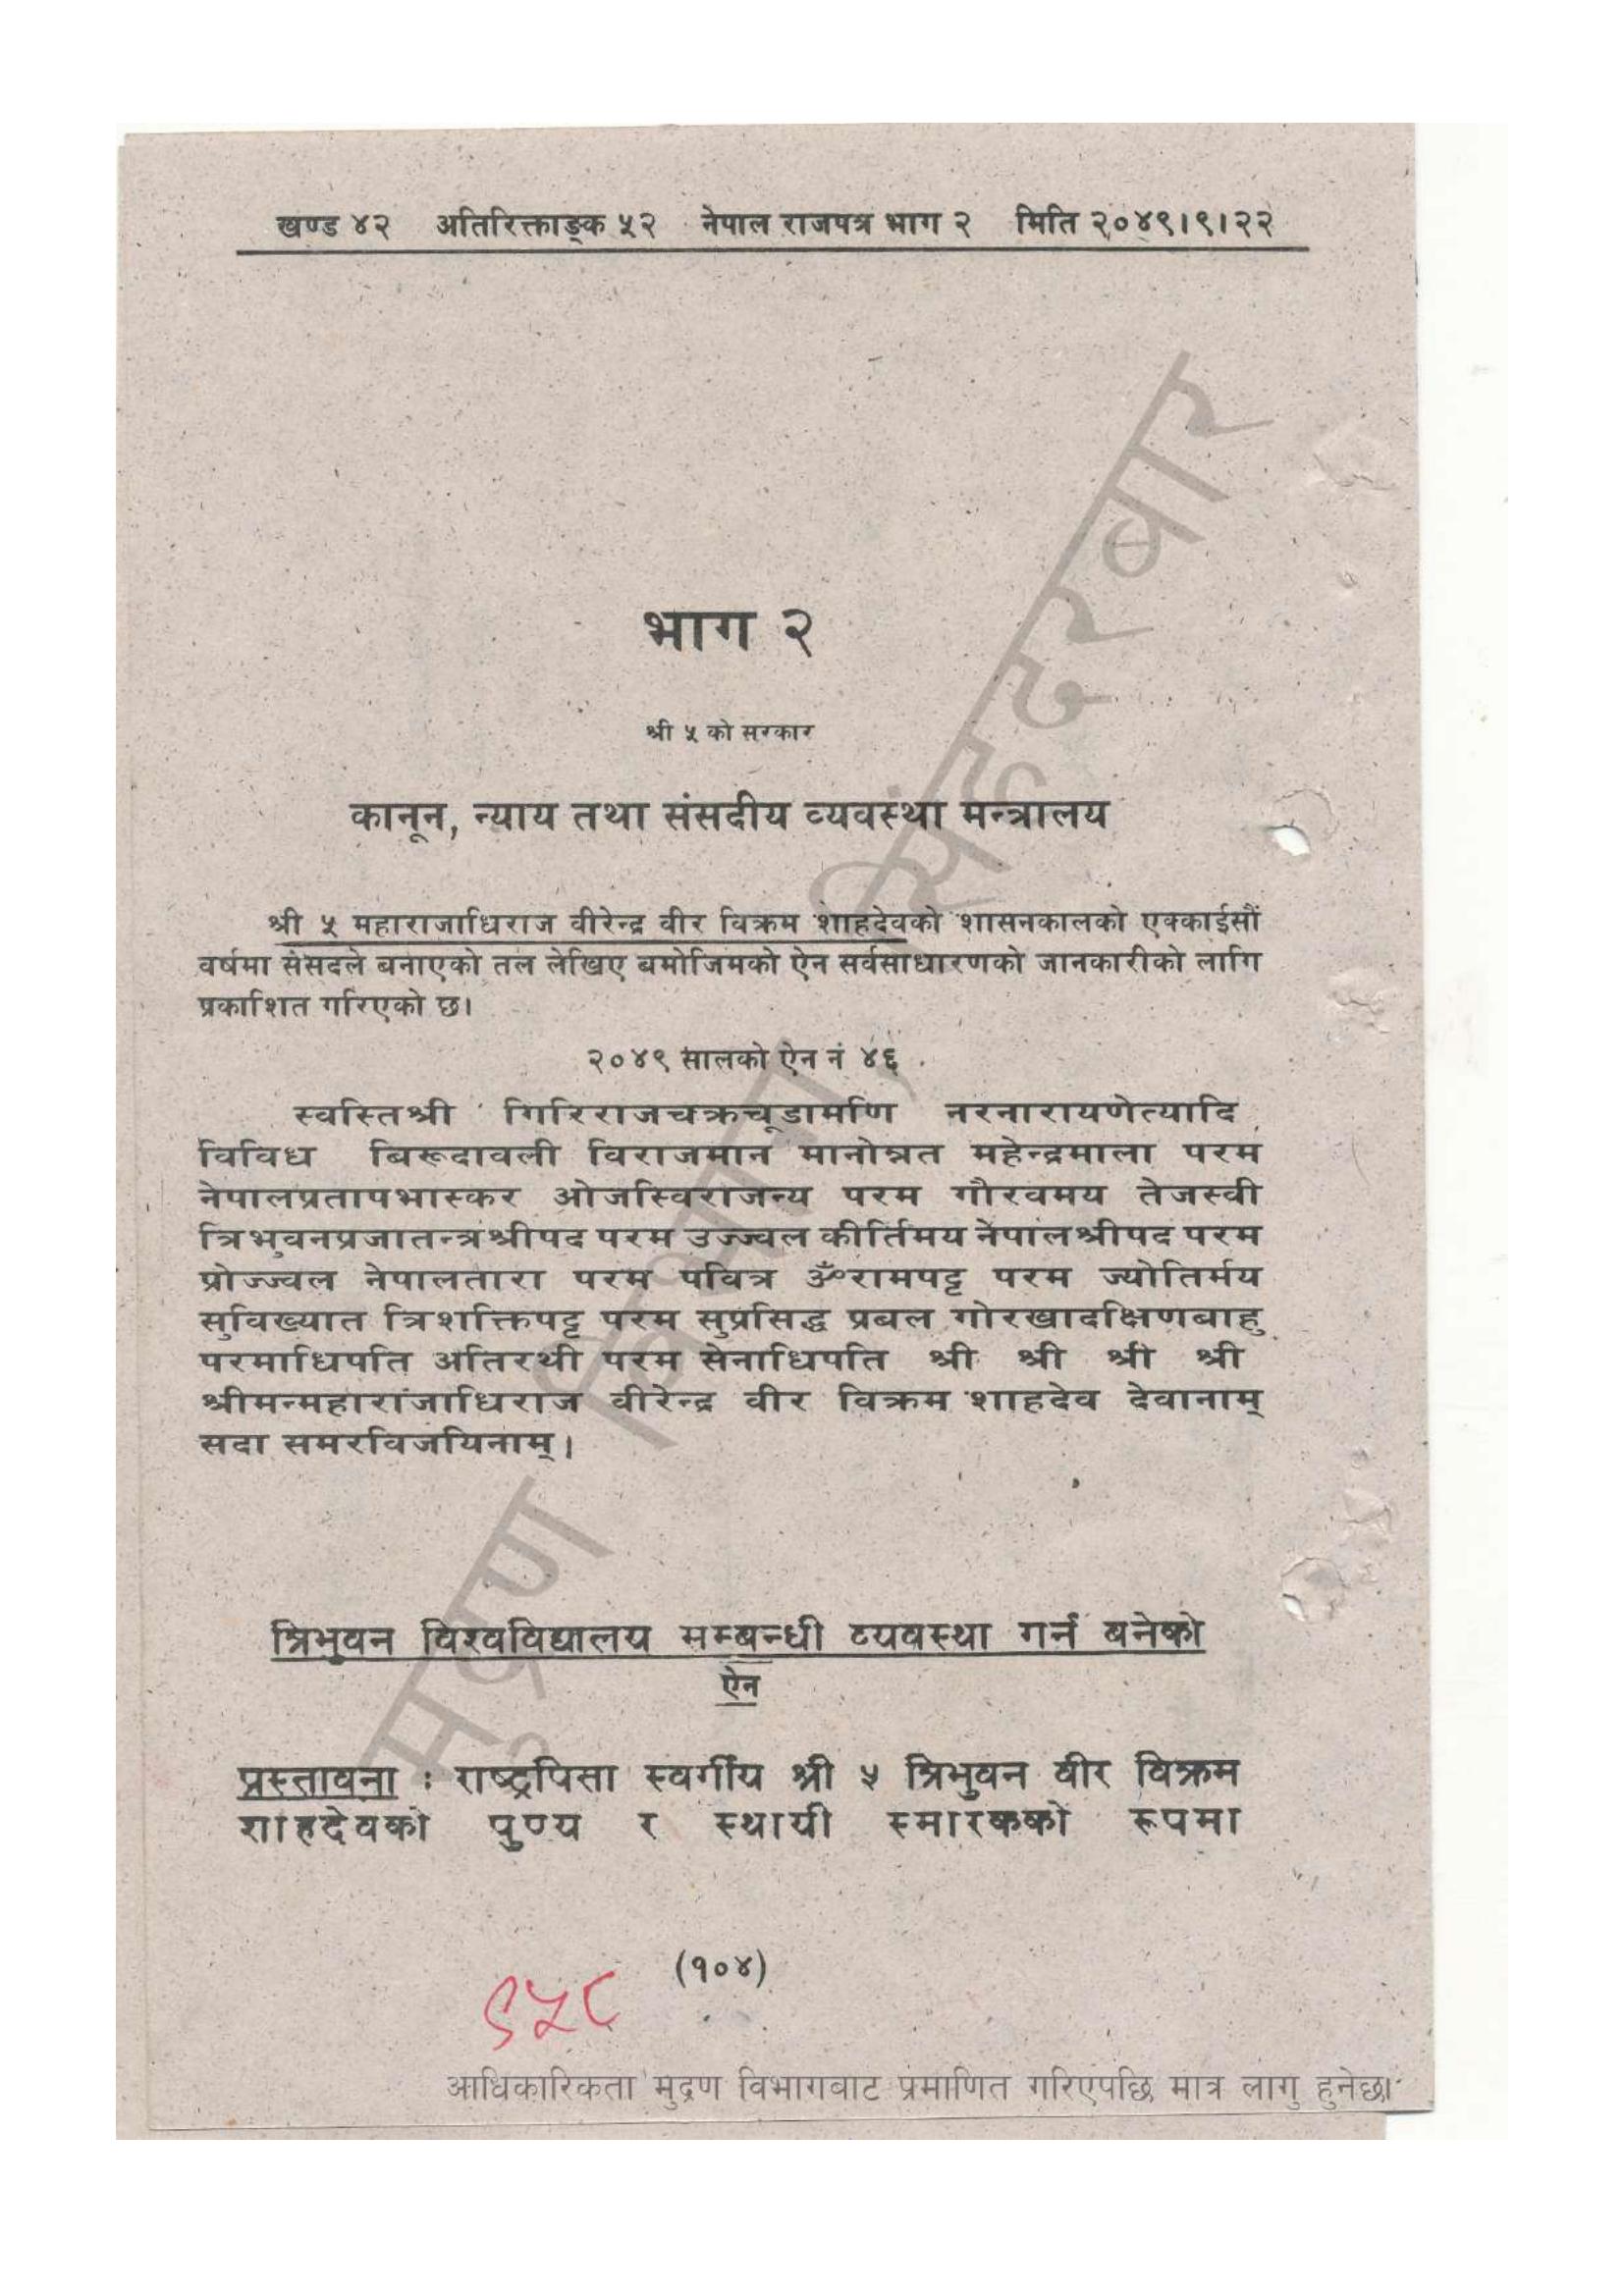 खण्ड ४२ अतिरिक्ताङ्क ५२ नेपाल राजपत्र भाग २ मिति २०४९।९।२२
भाग २
श्री ५ को सरकार
कानून, न्याय तथा संसदीय व्यवस्था मन्त्रालय
श्री ५ महाराजाधिराज वीरेन्द्र वीर विक्रम शाहदेवको शासनकालको एक्काईसौं
वर्षमा संसदले बनाएको तल लेखिए बमोजिमको ऐन सर्वसाधारणको जानकारीको लागि
प्रकाशित गरिएको छ।
२०४९ सालको ऐन नं ४६
स्वस्तिश्री गिरिराजचक्रचूडामणि नरनारायणेत्यादि
विविध बिरूदावली विराजमान मानोन्नत महेन्द्रमाला परम
नेपालप्रतापभास्कर ओजस्विराजन्य परम गौरवमय तेजस्वी
त्रिभुवनप्रजातन्त्रश्रीपद परम उज्ज्वल कीर्तिमय नेपालश्रीपद परम
प्रोज्ज्वल नेपालतारा परम पवित्र ॐरामपट्ट परम ज्योतिर्मय
सुविख्यात त्रिशक्तिपट्ट परम सुप्रसिद्ध प्रबल गोरखादक्षिणबाहु
परमाधिपति अतिरथी परम सेनाधिपति श्री श्री श्री श्री
श्रीमन्महाराजाधिराज वीरेन्द्र वीर विक्रम शाहदेव देवानाम्
सदा समरविजयिनाम्।
त्रिभुवन विश्वविद्यालय सम्बन्धी व्यवस्था गर्न बनेको
ऐन
प्रस्तावना : राष्ट्रपिता स्वर्गीय श्री ५ त्रिभुवन वीर विक्रम
शाहदेवको पुण्य र स्थायी स्मारकको रूपमा
(१०४)
९५८
आधिकारिकता मुद्रण विभागबाट प्रमाणित गरिएपछि मात्र लागु हुनेछ।
मुद्रण विभाग, सिंहदरबार